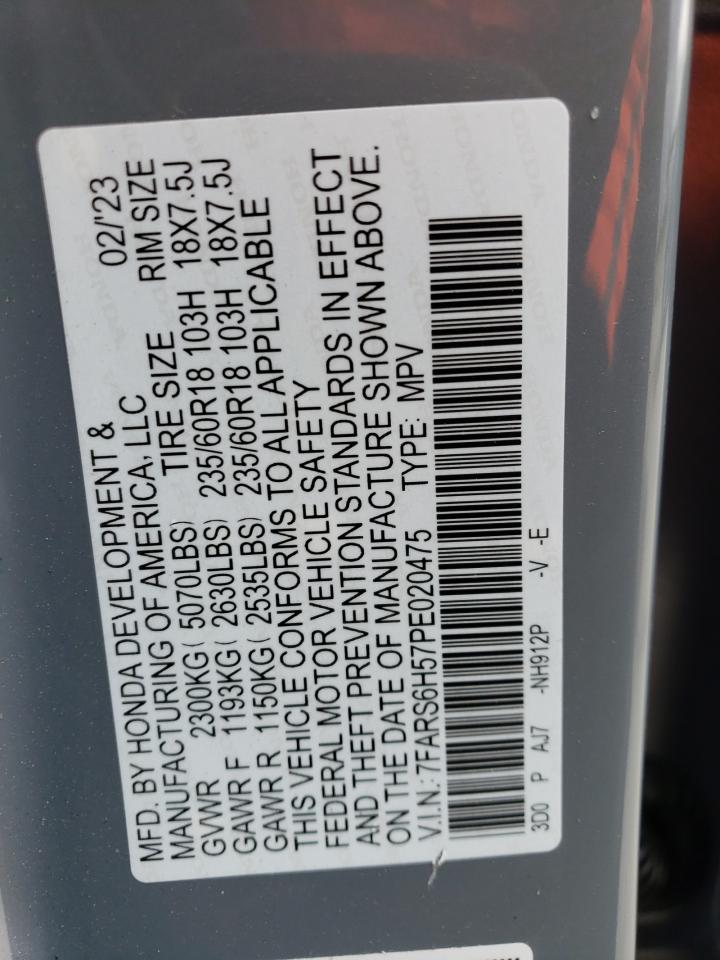 MFD. BY HONDA DEVELOPMENT & 02/'23
MANUFACTURING OF AMERICA, LLC
TIRE SIZE RIM SIZE
GVWR 2300KG( 5070LBS)
GAWR F 1193KG( 2630LBS) 235/60R18 103H 18X7.5J
GAWR R 1150KG( 2535LBS) 235/60R18 103H 18X7.5J
THIS VEHICLE CONFORMS TO ALL APPLICABLE
FEDERAL MOTOR VEHICLE SAFETY
AND THEFT PREVENTION STANDARDS IN EFFECT
ON THE DATE OF MANUFACTURE SHOWN ABOVE.
V.I.N: 7FARS6H57PE020475 TYPE: MPV
3D0 P AJ7 -NH912P -V -E
HONDA